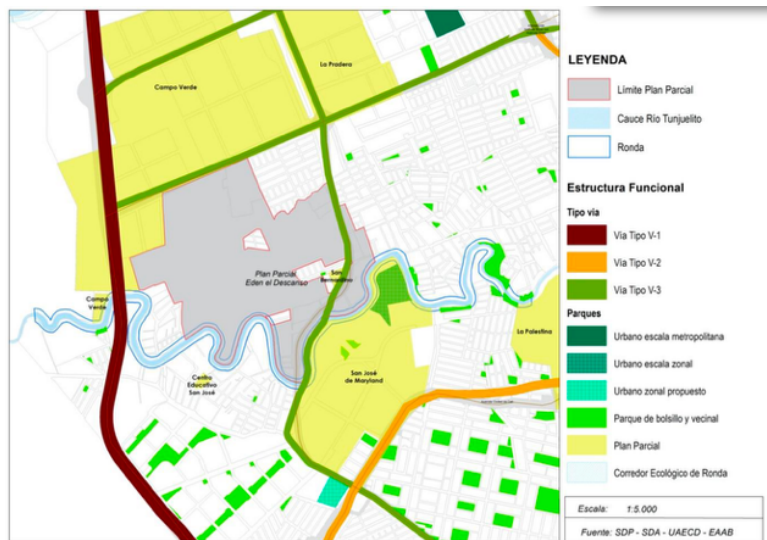 La Pradera
Campo Verde
Plan Parcial
Eden el Descanso
San
Bernardino
Campo
Verde
La Palestina
Centro
Educativo
San José
San José
de Maryland
LEYENDA
Límite Plan Parcial
Cauce Río Tunjuelito
Ronda
Estructura Funcional
Tipo vía
Vía Tipo V-1
Vía Tipo V-2
Vía Tipo V-3
Parques
Urbano escala metropolitana
Urbano escala zonal
Urbano zonal propuesto
Parque de bolsillo y vecinal
Plan Parcial
Corredor Ecológico de Ronda
Escala: 1:5.000
Fuente: SDP - SDA - UAECD - EAAB